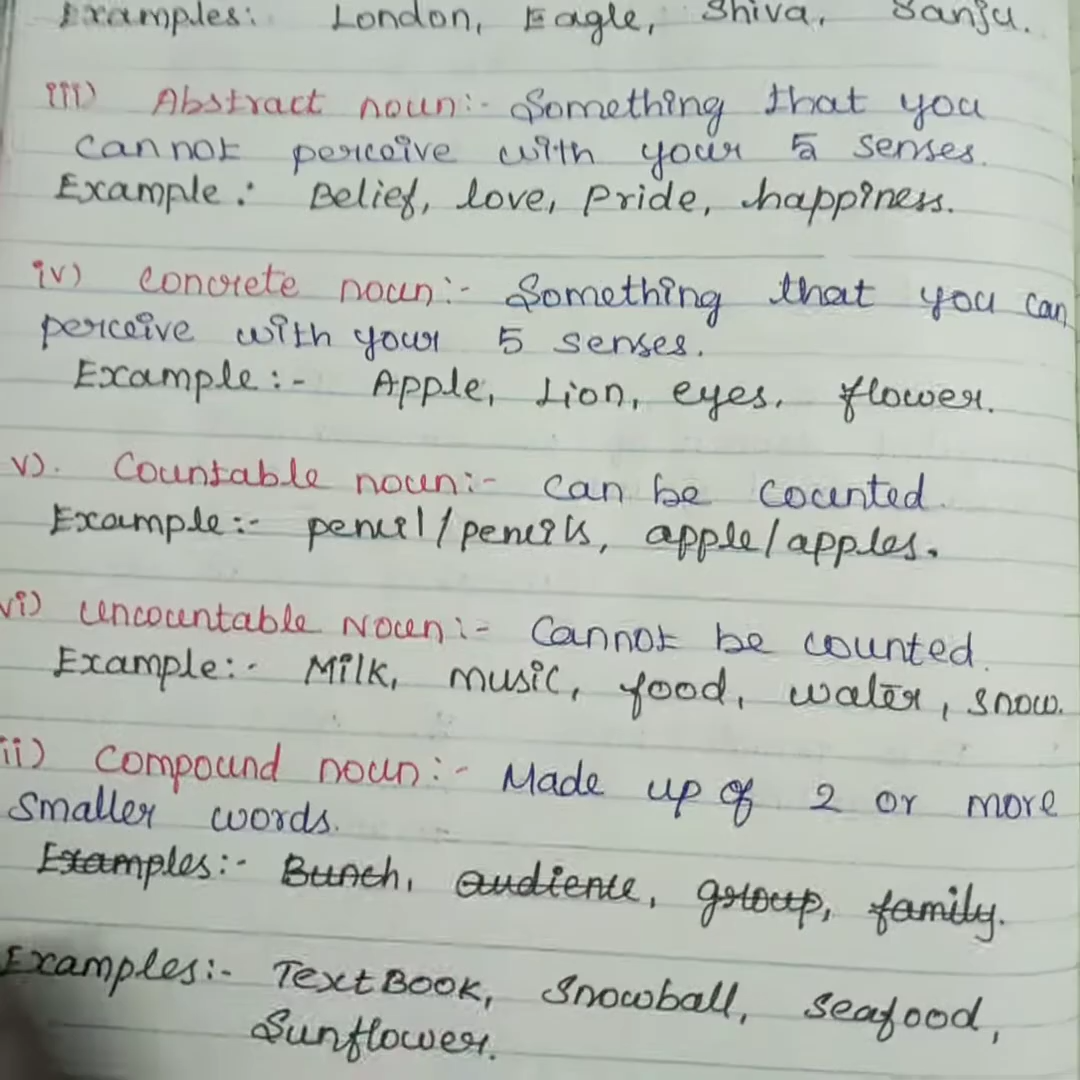 Examples: London, Eagle, Shiva, Sanju.
iii) Abstract noun:- Something that you
cannot perceive with your 5 senses.
Example: Belief, love, Pride, happiness.
iv) Concrete noun:- Something that you can
perceive with your 5 senses.
Example:- Apple, Lion, eyes, flower.
v). Countable noun:- can be counted.
Example:- pencil/pencils, apple/apples.
vi) Uncountable Noun:- Cannot be counted.
Example:- Milk, music, food, water, snow.
ii) Compound noun:- Made up of 2 or more
smaller words.
Examples:- Bunch, audience, group, family.
Examples:- TextBook, Snowball, Seafood,
Sunflower.